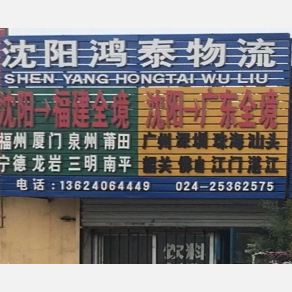 沈阳鸿泰物流
SHEN YANG HONGTAI WU LIU
沈阳→福建全境 沈阳→广东全境
福州 厦门 泉州 莆田 广州 深圳 珠海 汕头
宁德 龙岩 三明 南平 韶关 佛山 江门 湛江
电话：13624064449 024-25362575
饮料